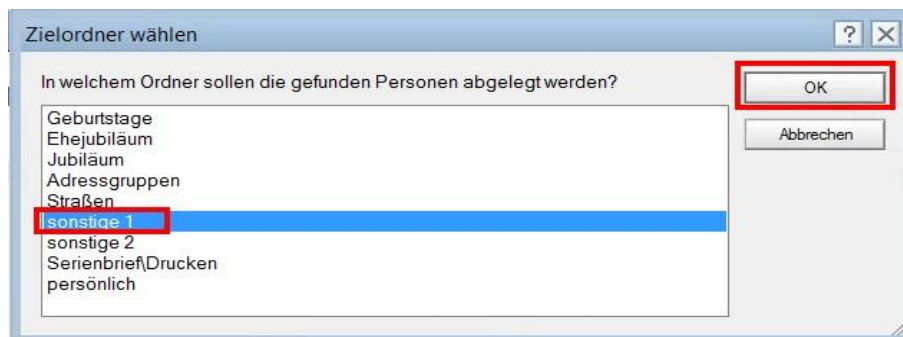 Zielordner wählen
?
In welchem Ordner sollen die gefunden Personen abgelegt werden?
OK
Abbrechen
Geburtstage
Ehejubiläum
Jubiläum
Adressgruppen
Straßen
sonstige 1
sonstige 2
Serienbrief\Drucken
persönlich